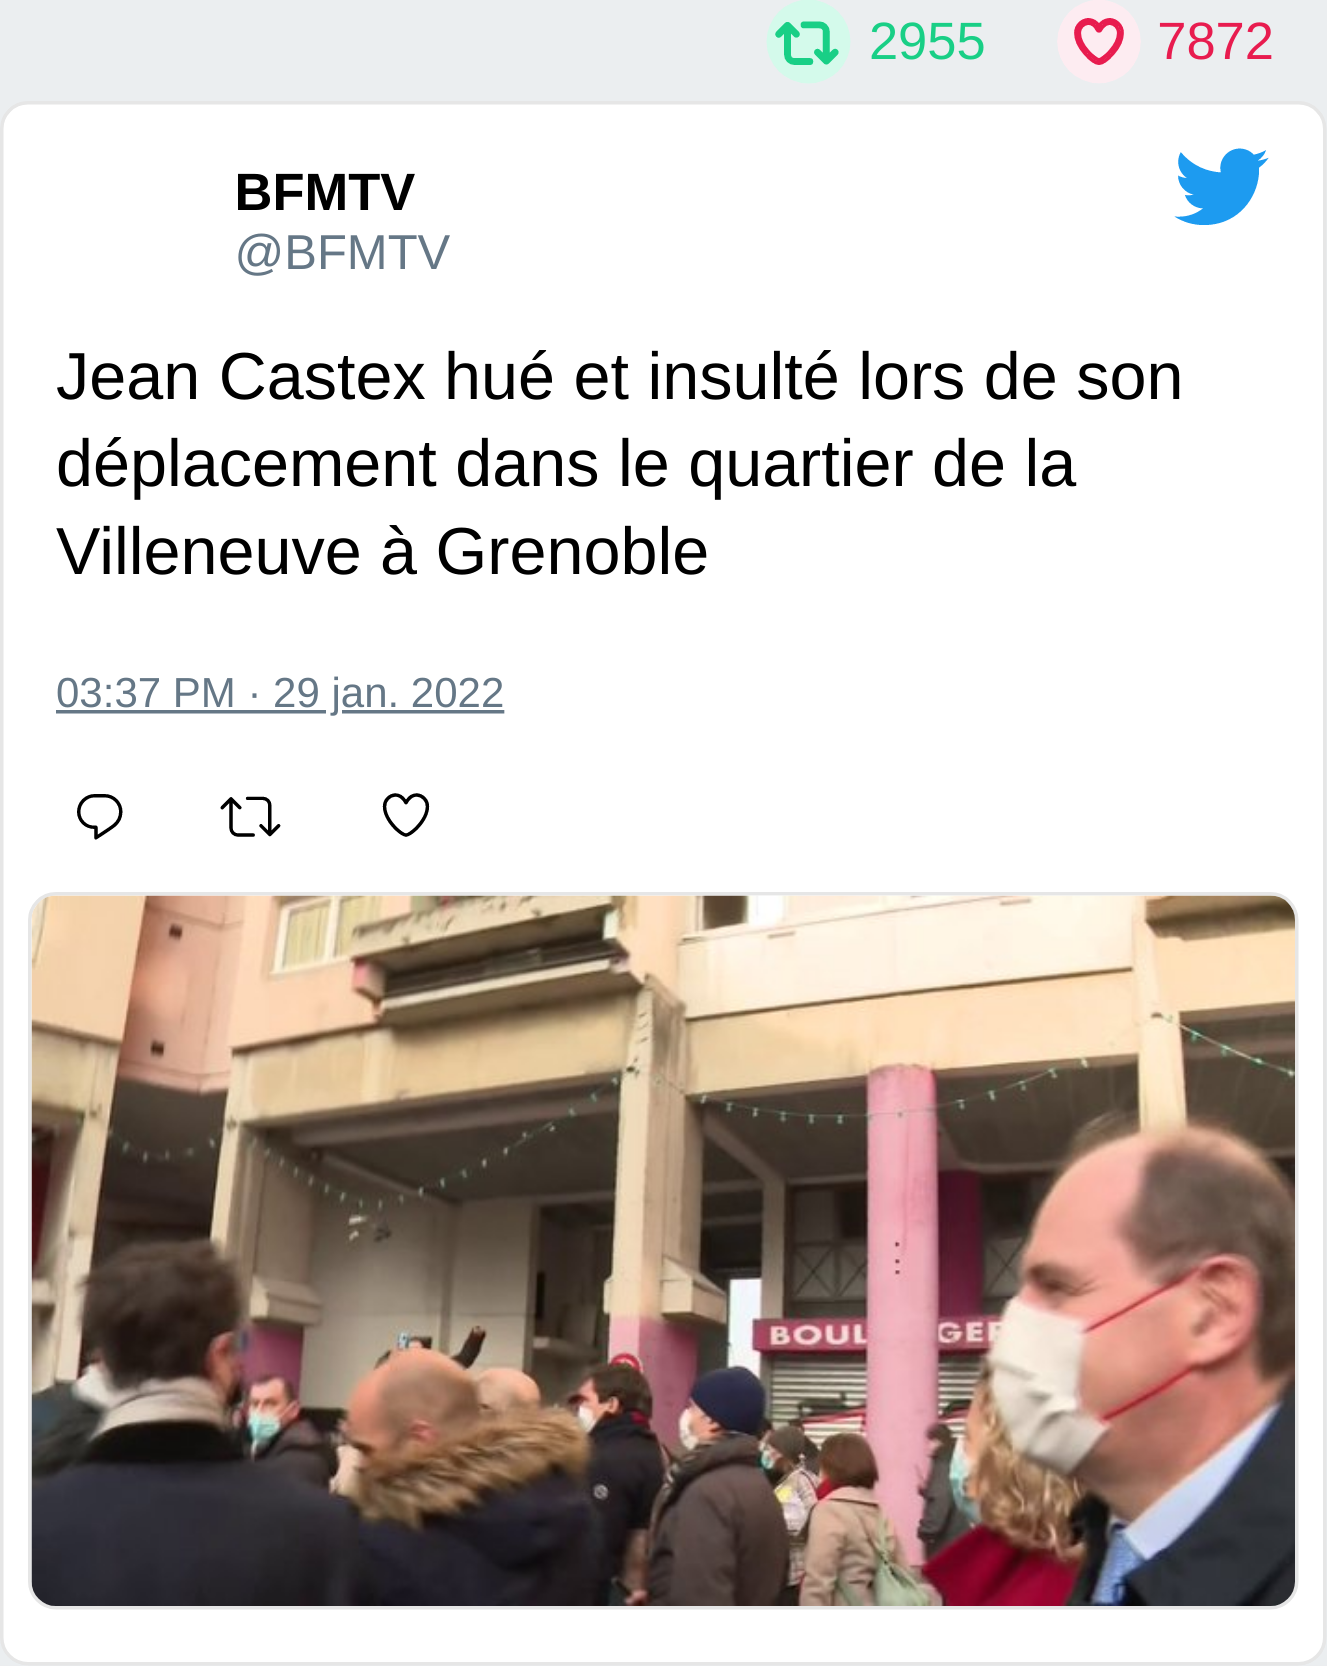 2955 7872
BFMTV
@BFMTV
Jean Castex hué et insulté lors de son
déplacement dans le quartier de la
Villeneuve à Grenoble
03:37 PM · 29 jan. 2022
BOUL GER